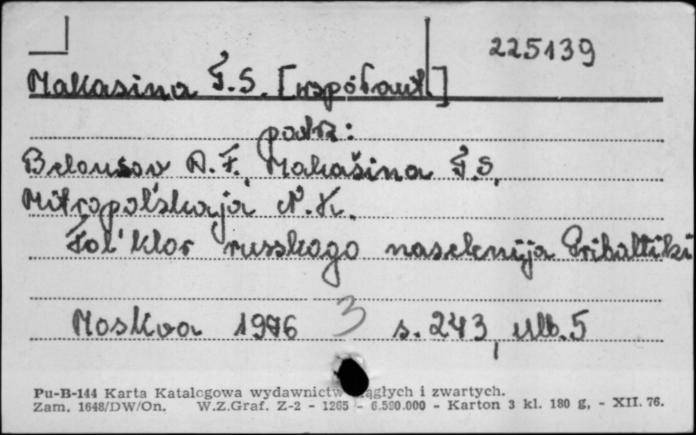 225139
Makasina T.S. [współaut.]
patrz:
Belousov A.F., Makašina T.S.,
Mitropol'skaja N.K.
Fol'klor russkogo naselenija Pribaltiki
Moskva 1976 3 s. 243, ulb. 5
Pu-B-144 Karta Katalogowa wydawnictw ciągłych i zwartych.
Zam. 1648/DW/On. W.Z.Graf. Z-2 - 1265 - 6.500.000 - Karton 3 kl. 180 g, - XII. 76.